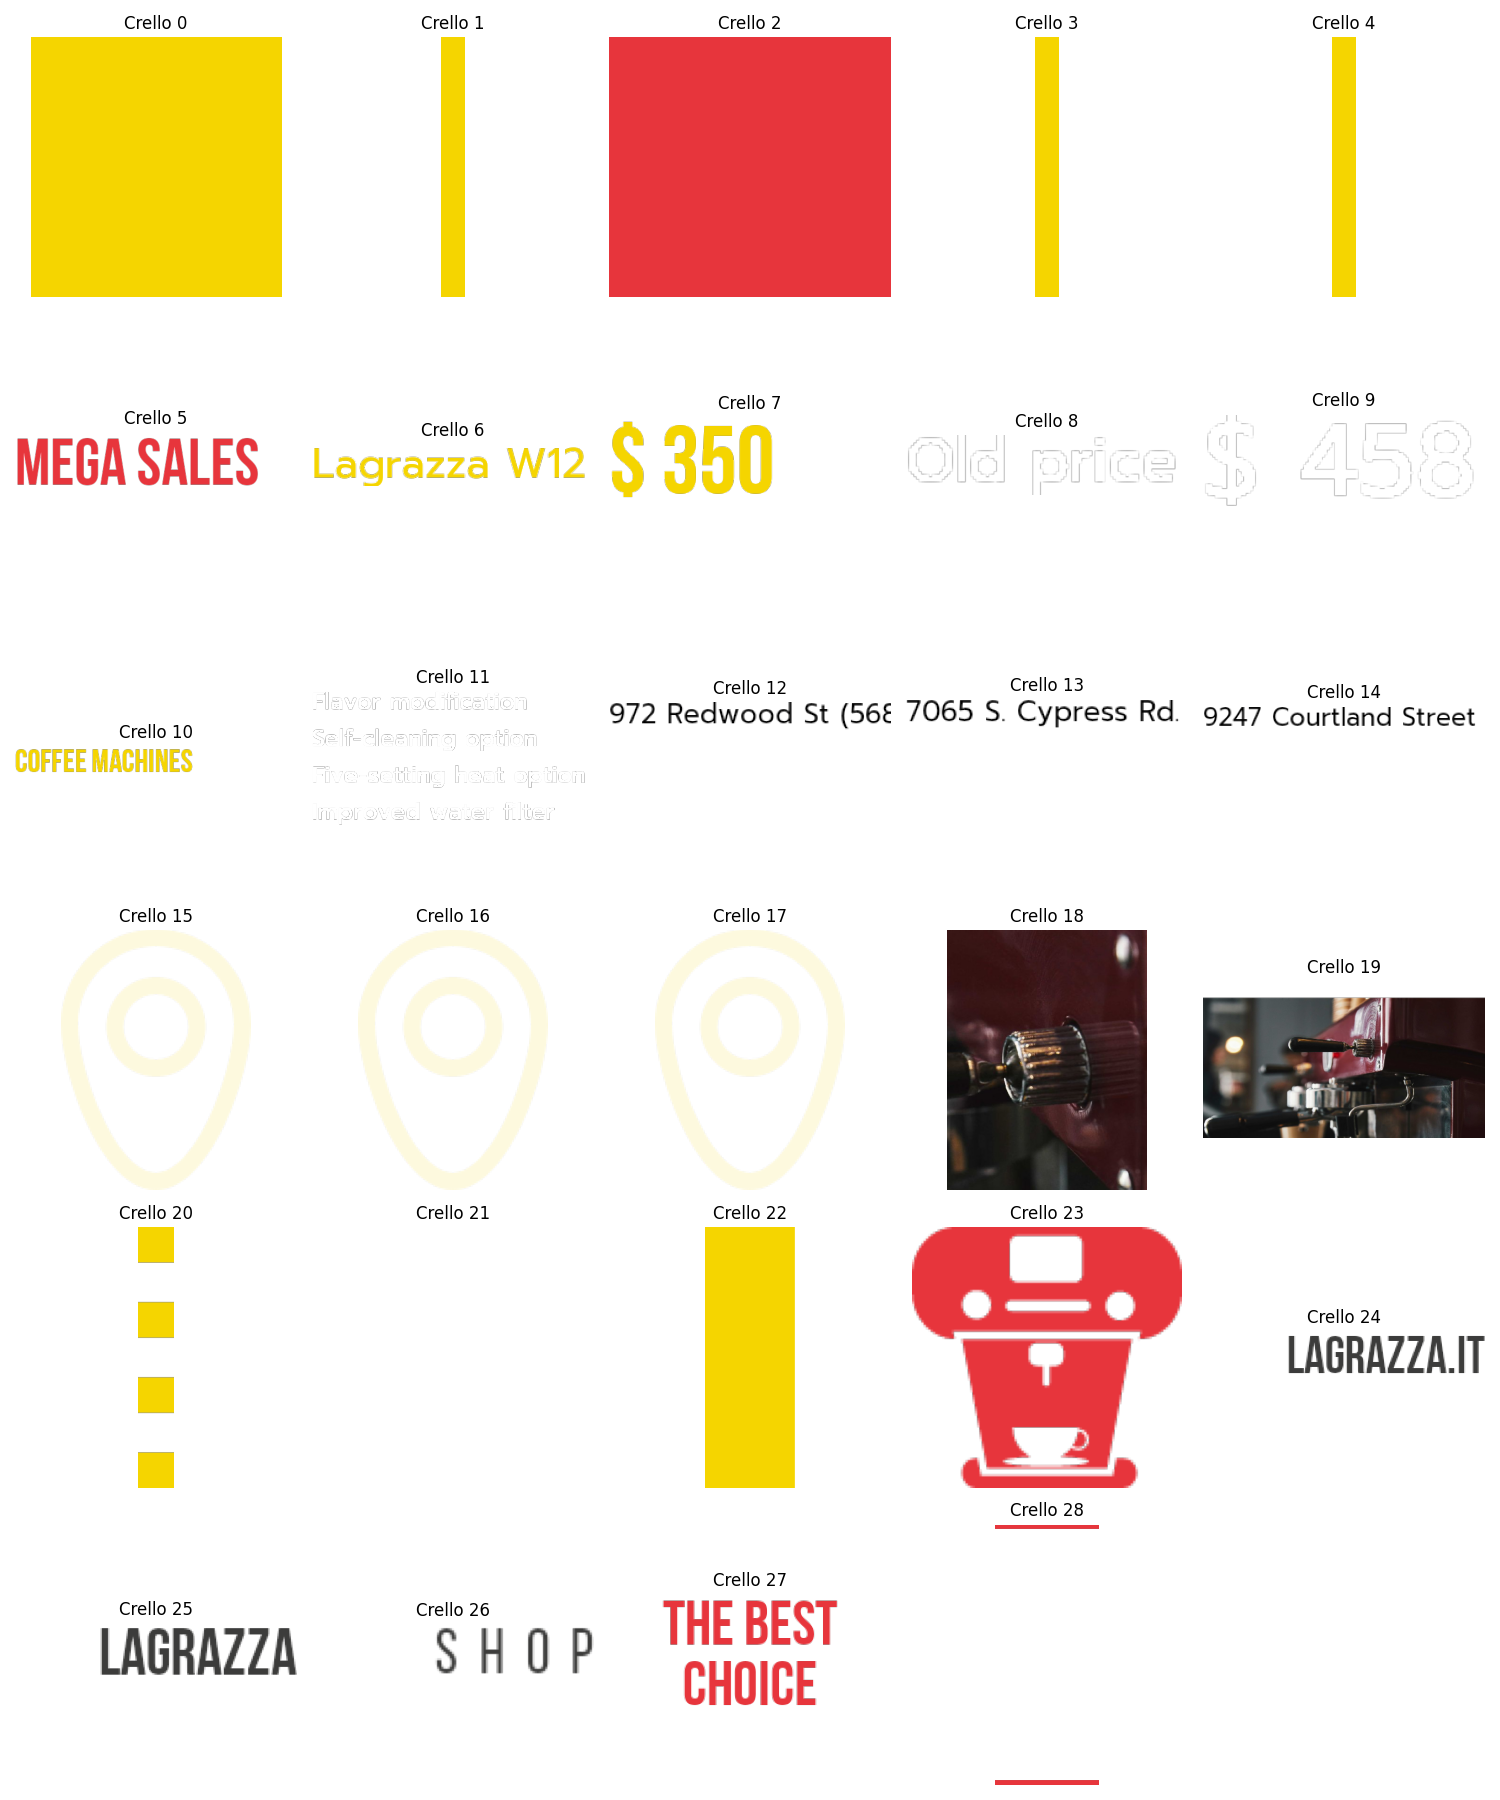 Crello 0
Crello 1
Crello 2
Crello 3
Crello 4
Crello 5
MEGA SALES
Crello 6
Lagrazza W12
Crello 7
$ 350
Crello 8
Old price
Crello 9
$ 458
Crello 10
COFFEE MACHINES
Crello 11
Flavor modification
Self-cleaning option
Five-setting heat option
Improved water filter
Crello 12
972 Redwood St (568
Crello 13
7065 S. Cypress Rd.
Crello 14
9247 Courtland Street
Crello 15
Crello 16
Crello 17
Crello 18
Crello 19
Crello 20
Crello 21
Crello 22
Crello 23
Crello 24
LAGRAZZA.IT
Crello 25
LAGRAZZA
Crello 26
SHOP
Crello 27
THE BEST
CHOICE
Crello 28